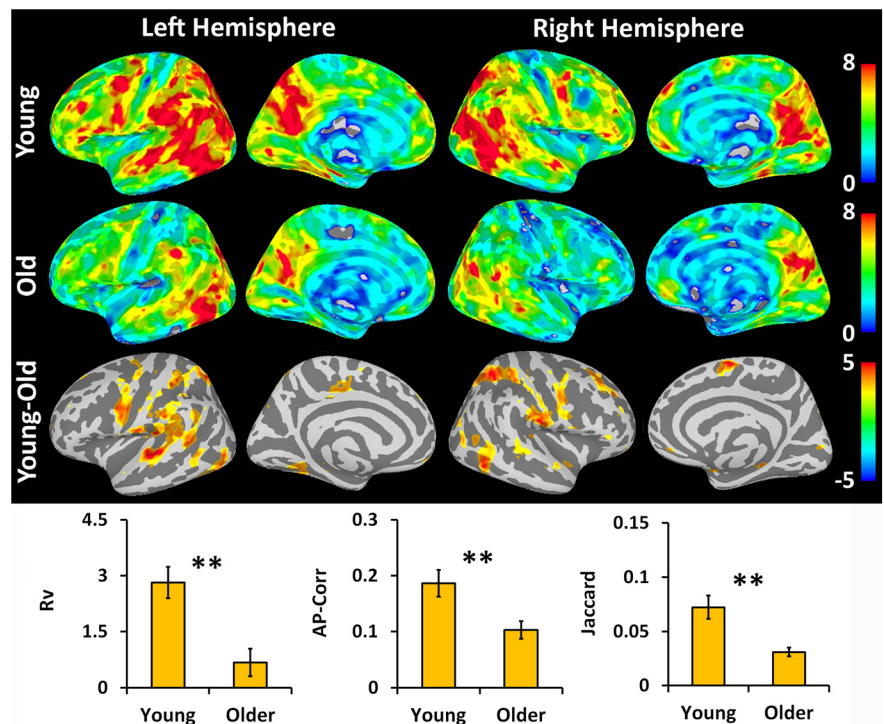 Left Hemisphere
Right Hemisphere
Young
8
0
Old
8
0
Young-Old
5
-5
Rv
4.5
3
1.5
0
**
Young
Older
AP-Corr
0.3
0.2
0.1
0
**
Young
Older
Jaccard
0.15
0.1
0.05
0
**
Young
Older